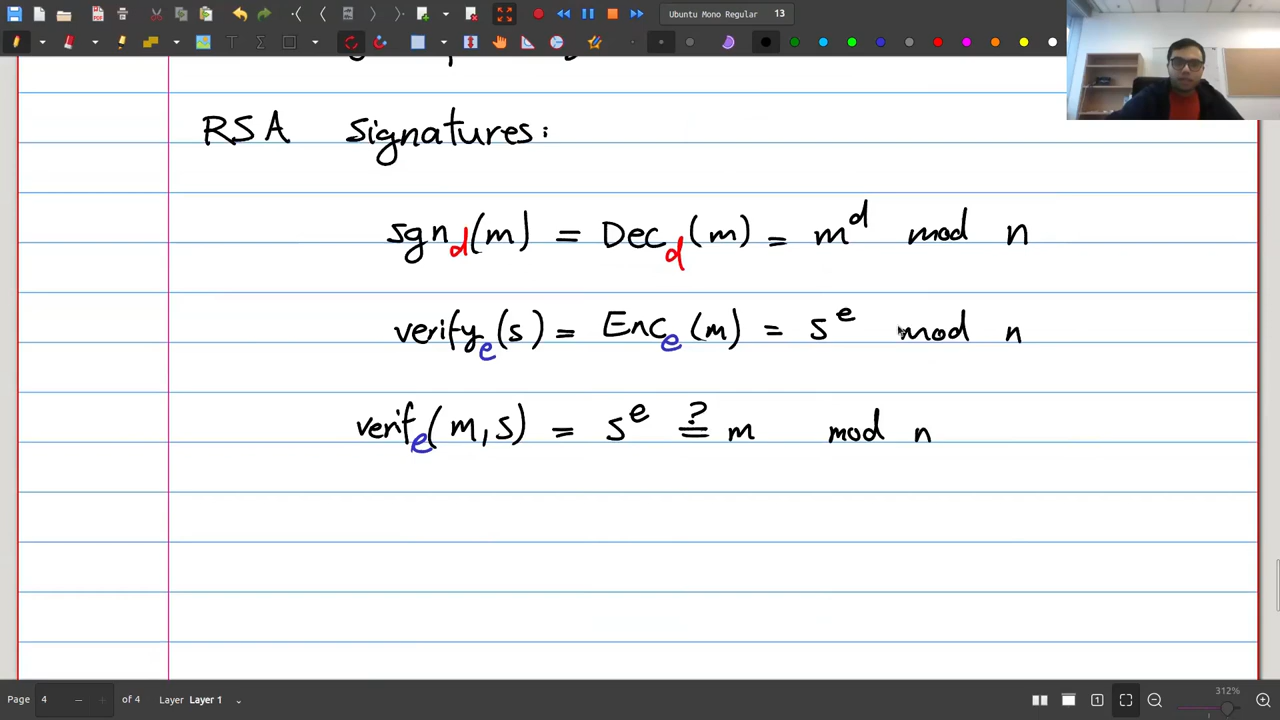 Ubuntu Mono Regular 13
RSA Signatures:
sgn_d(m) = Dec_d(m) = m^d mod n
verify_e(s) = Enc_e(m) = s^e mod n
verif_e(m,s) = s^e ≟ m mod n
Page 4 of 4 Layer Layer 1 312%